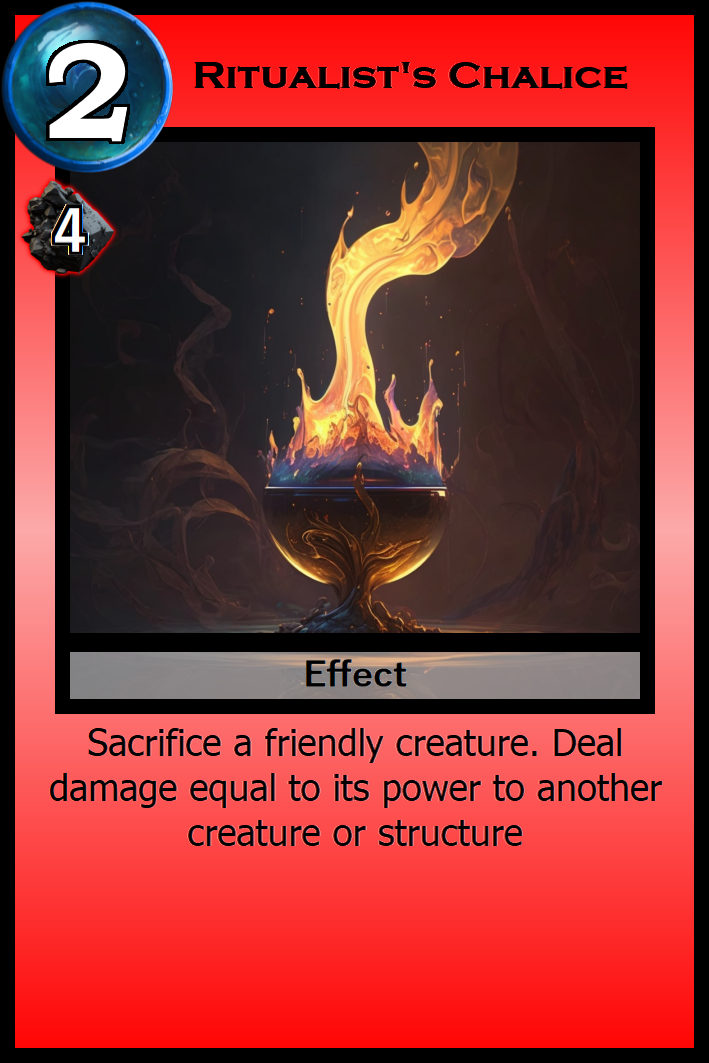 2
Ritualist's Chalice
4
Effect
Sacrifice a friendly creature. Deal
damage equal to its power to another
creature or structure